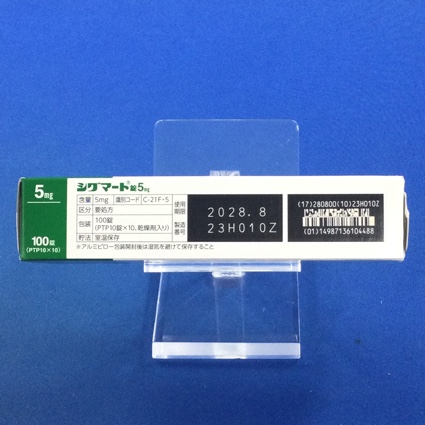 5mg
100錠
(PTP10×10)
シグマート®錠5mg
含量 5mg 識別コード C-21F・5
区分 要処方
包装 100錠
(PTP10錠×10、乾燥剤入り)
貯法 室温保存
※アルミピロー包装開封後は湿気を避けて保存すること
使用
期限
2028.8
製造
番号
23H010Z
(17)280800(10)23H010Z
(01)14987136104488